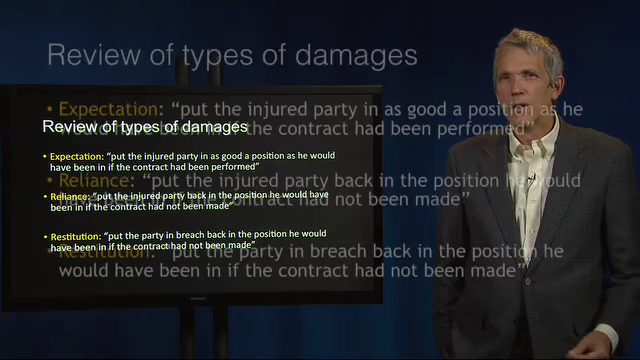 Review of types of damages
• Expectation: “put the injured party in as good a position as he
would have been in if the contract had been performed”
• Reliance: “put the injured party back in the position he would
have been in if the contract had not been made”
• Restitution: “put the party in breach back in the position he
would have been in if the contract had not been made”
Review of types of damages
Expectation: “put the injured party in as good a position as he would
have been in if the contract had been performed”
Reliance: “put the injured party back in the position he would have
been in if the contract had not been made”
Restitution: “put the party in breach back in the position he would
have been in if the contract had not been made”